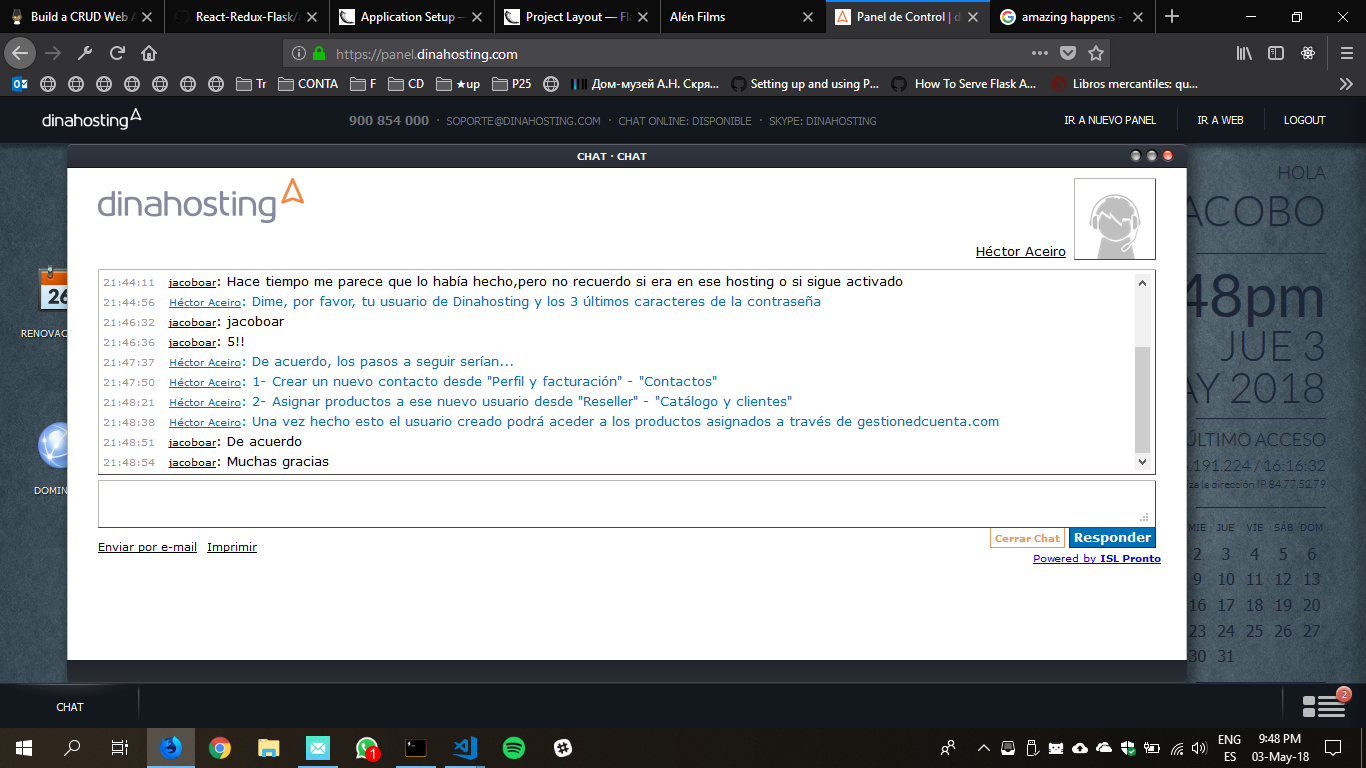 Build a CRUD Web A
React-Redux-Flask/
Application Setup —
Project Layout — Fl
Alén Films
Panel de Control | d
amazing happens -
https://panel.dinahosting.com
Tr
CONTA
F
CD
★up
P25
Дом-музей А.Н. Скря...
Setting up and using P...
How To Serve Flask A...
Libros mercantiles: qu...
dinahosting
900 854 000 · SOPORTE@DINAHOSTING.COM · CHAT ONLINE: DISPONIBLE · SKYPE: DINAHOSTING
IR A NUEVO PANEL
IR A WEB
LOGOUT
CHAT · CHAT
dinahosting
Héctor Aceiro
21:44:11 jacoboar: Hace tiempo me parece que lo había hecho,pero no recuerdo si era en ese hosting o si sigue activado
21:44:56 Héctor Aceiro: Dime, por favor, tu usuario de Dinahosting y los 3 últimos caracteres de la contraseña
21:46:32 jacoboar: jacoboar
21:46:36 jacoboar: 5!!
21:47:37 Héctor Aceiro: De acuerdo, los pasos a seguir serían...
21:47:50 Héctor Aceiro: 1- Crear un nuevo contacto desde "Perfil y facturación" - "Contactos"
21:48:21 Héctor Aceiro: 2- Asignar productos a ese nuevo usuario desde "Reseller" - "Catálogo y clientes"
21:48:38 Héctor Aceiro: Una vez hecho esto el usuario creado podrá aceder a los productos asignados a través de gestionedcuenta.com
21:48:51 jacoboar: De acuerdo
21:48:54 jacoboar: Muchas gracias
Cerrar Chat
Responder
Enviar por e-mail
Imprimir
Powered by ISL Pronto
26
RENOVAC
DOMIN
HOLA
ACOBO
48pm
JUE 3
AY 2018
ÚLTIMO ACCESO
.191.224 / 16:16:32
iza la dirección IP 84.77.52.79
MIE JUE VIE SÁB DOM
2 3 4 5 6
9 10 11 12 13
16 17 18 19 20
23 24 25 26 27
30 31
CHAT
2
1
ENG
ES
9:48 PM
03-May-18